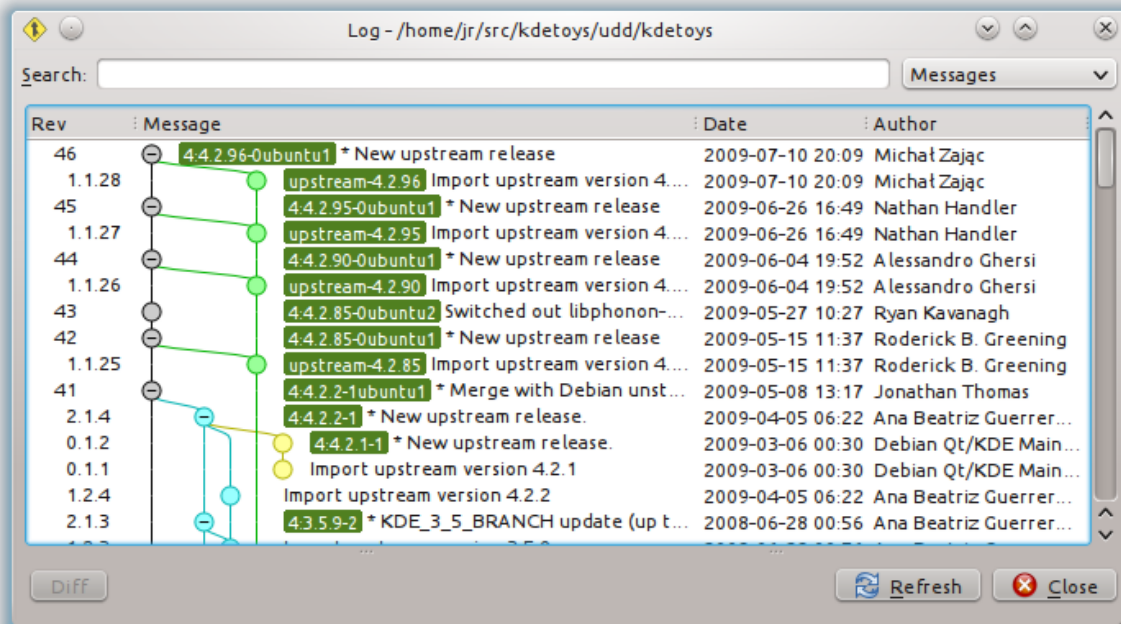 Log - /home/jr/src/kdetoys/udd/kdetoys
Search: Messages
Rev Message Date Author
46 4:4.2.96-0ubuntu1 * New upstream release 2009-07-10 20:09 Michał Zając
1.1.28 upstream-4.2.96 Import upstream version 4.... 2009-07-10 20:09 Michał Zając
45 4:4.2.95-0ubuntu1 * New upstream release 2009-06-26 16:49 Nathan Handler
1.1.27 upstream-4.2.95 Import upstream version 4.... 2009-06-26 16:49 Nathan Handler
44 4:4.2.90-0ubuntu1 * New upstream release 2009-06-04 19:52 Alessandro Ghersi
1.1.26 upstream-4.2.90 Import upstream version 4.... 2009-06-04 19:52 Alessandro Ghersi
43 4:4.2.85-0ubuntu2 Switched out libphonon-... 2009-05-27 10:27 Ryan Kavanagh
42 4:4.2.85-0ubuntu1 * New upstream release 2009-05-15 11:37 Roderick B. Greening
1.1.25 upstream-4.2.85 Import upstream version 4.... 2009-05-15 11:37 Roderick B. Greening
41 4:4.2.2-1ubuntu1 * Merge with Debian unst... 2009-05-08 13:17 Jonathan Thomas
2.1.4 4:4.2.2-1 * New upstream release. 2009-04-05 06:22 Ana Beatriz Guerrer...
0.1.2 4:4.2.1-1 * New upstream release. 2009-03-06 00:30 Debian Qt/KDE Main...
0.1.1 Import upstream version 4.2.1 2009-03-06 00:30 Debian Qt/KDE Main...
1.2.4 Import upstream version 4.2.2 2009-04-05 06:22 Ana Beatriz Guerrer...
2.1.3 4:3.5.9-2 * KDE_3_5_BRANCH update (up t... 2008-06-28 00:56 Ana Beatriz Guerrer...
Diff Refresh Close